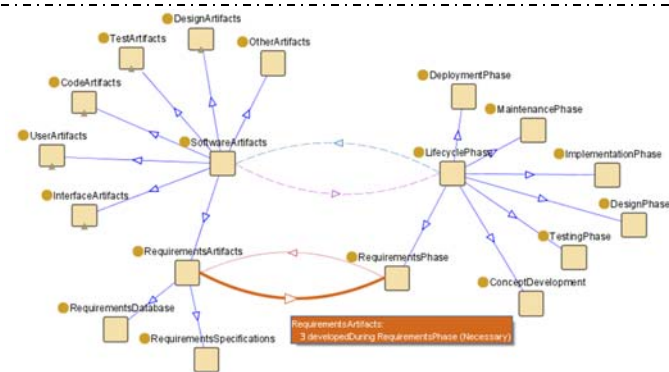 DesignArtifacts
TestArtifacts
OtherArtifacts
CodeArtifacts
DeploymentPhase
MaintenancePhase
UserArtifacts
SoftwareArtifacts
LifecyclePhase
ImplementationPhase
InterfaceArtifacts
DesignPhase
TestingPhase
RequirementsArtifacts
RequirementsPhase
ConceptDevelopment
RequirementsDatabase
RequirementsSpecifications
RequirementsArtifacts:
3 developedDuring RequirementsPhase (Necessary)